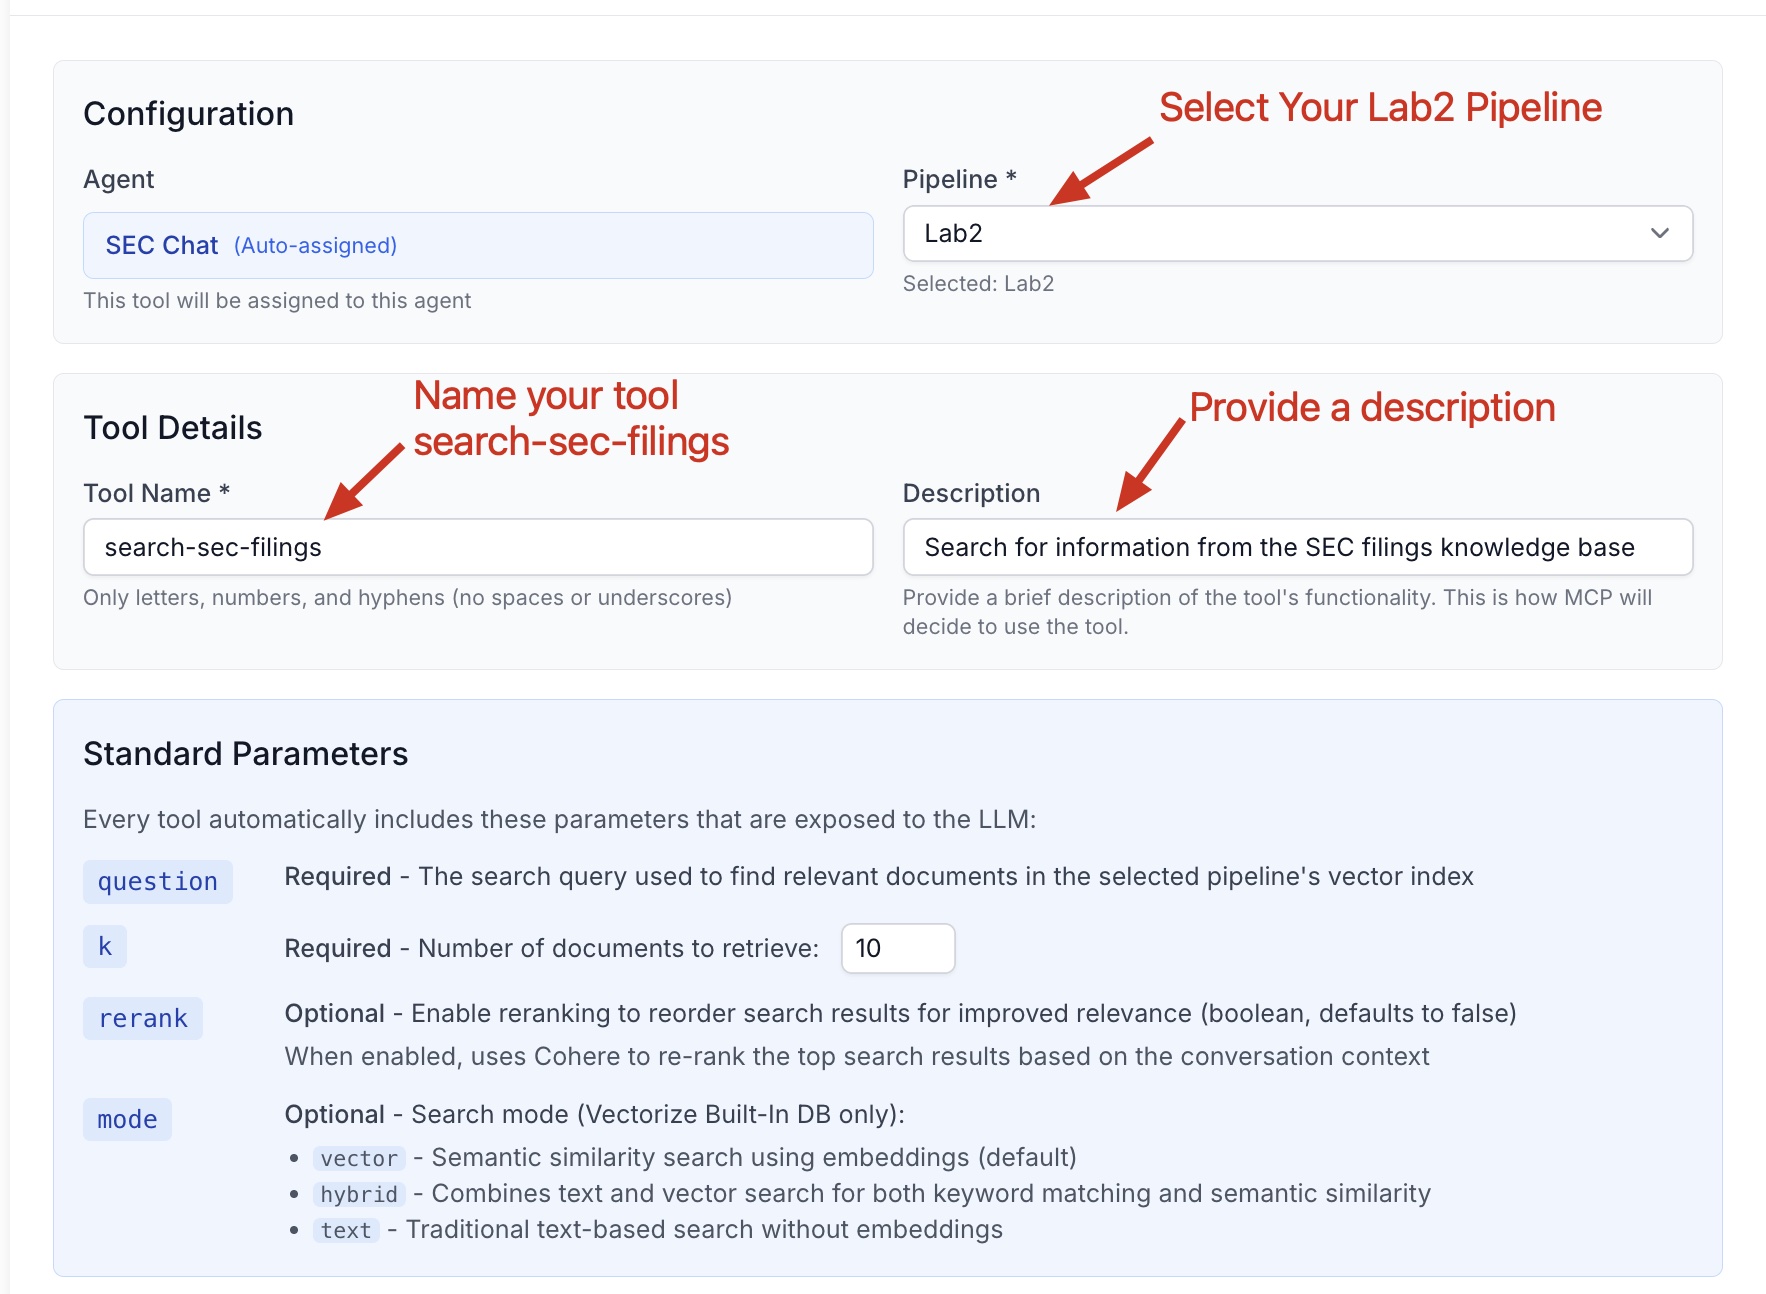 Configuration
Select Your Lab2 Pipeline
Agent
Pipeline *
SEC Chat (Auto-assigned)
Lab2
This tool will be assigned to this agent
Selected: Lab2
Name your tool
search-sec-filings
Provide a description
Tool Details
Tool Name *
Description
search-sec-filings
Search for information from the SEC filings knowledge base
Only letters, numbers, and hyphens (no spaces or underscores)
Provide a brief description of the tool's functionality. This is how MCP will
decide to use the tool.
Standard Parameters
Every tool automatically includes these parameters that are exposed to the LLM:
question Required - The search query used to find relevant documents in the selected pipeline's vector index
k Required - Number of documents to retrieve: 10
rerank Optional - Enable reranking to reorder search results for improved relevance (boolean, defaults to false)
When enabled, uses Cohere to re-rank the top search results based on the conversation context
mode Optional - Search mode (Vectorize Built-In DB only):
• vector - Semantic similarity search using embeddings (default)
• hybrid - Combines text and vector search for both keyword matching and semantic similarity
• text - Traditional text-based search without embeddings